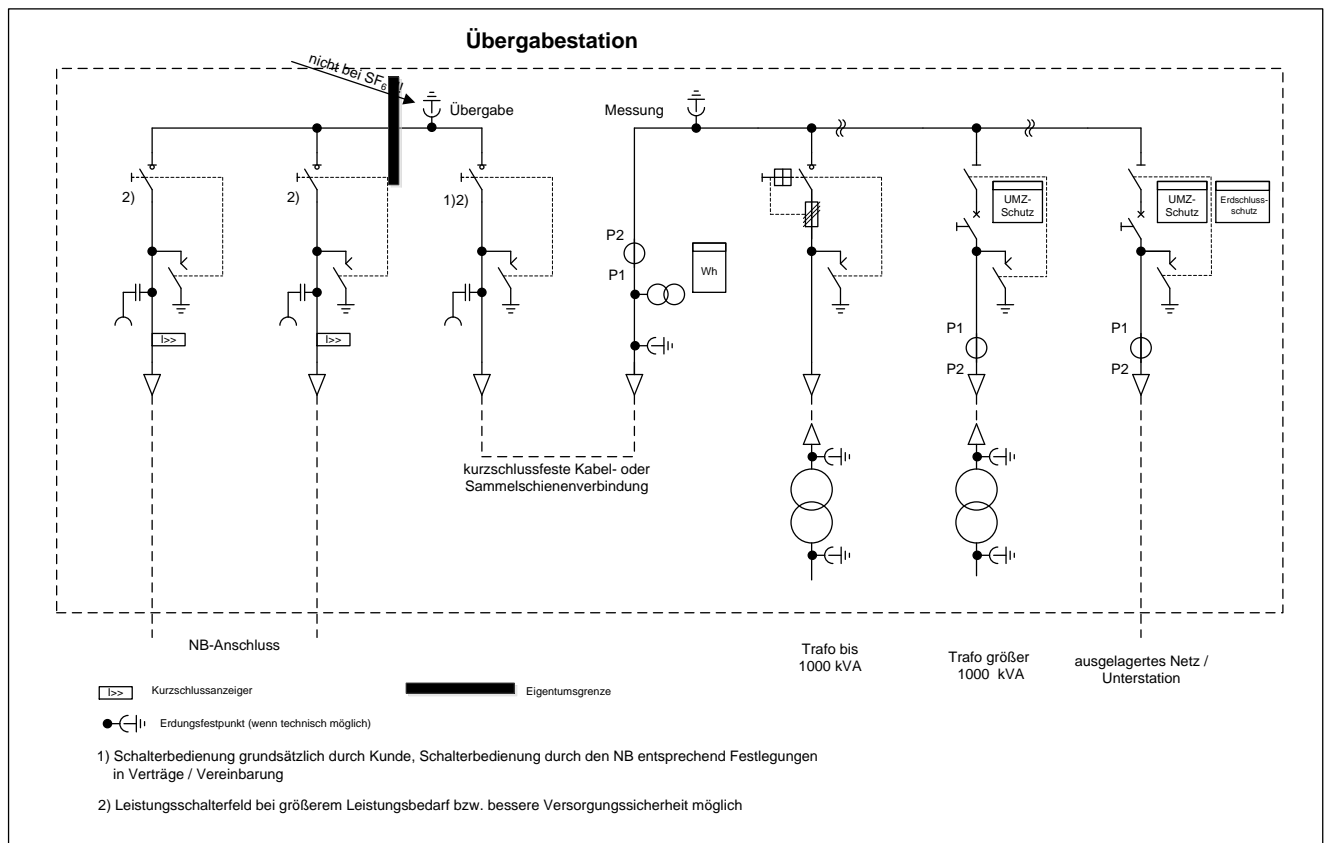 Übergabestation
nicht bei SF6 !
Übergabe
Messung
2)
2)
1)2)
P2
P1
Wh
UMZ-
Schutz
UMZ-
Schutz
Erdschluss-
schutz
I>>
I>>
P1
P2
P1
P2
kurzschlussfeste Kabel- oder
Sammelschienenverbindung
NB-Anschluss
Trafo bis
1000 kVA
Trafo größer
1000 kVA
ausgelagertes Netz /
Unterstation
I>> Kurzschlussanzeiger
Eigentumsgrenze
Erdungsfestpunkt (wenn technisch möglich)
1) Schalterbedienung grundsätzlich durch Kunde, Schalterbedienung durch den NB entsprechend Festlegungen
in Verträge / Vereinbarung
2) Leistungsschalterfeld bei größerem Leistungsbedarf bzw. bessere Versorgungssicherheit möglich